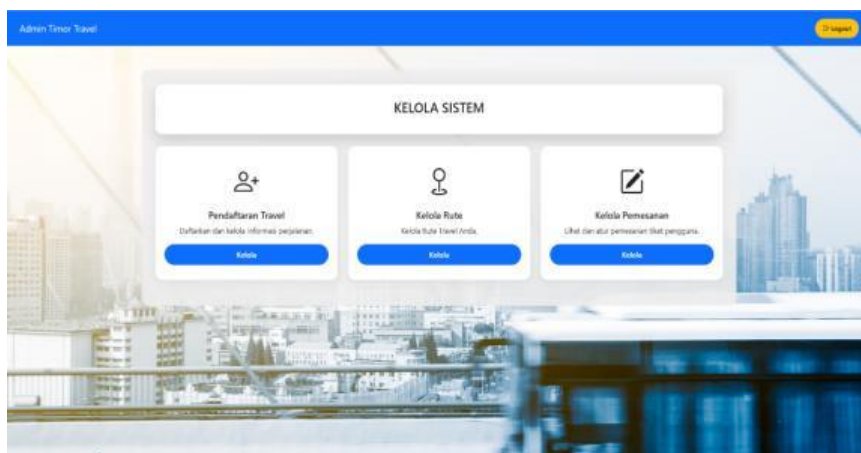 Admin Timor Travel
Logout
KELOLA SISTEM
Pendaftaran Travel
Daftarkan dan kelola informasi perjalanan.
Kelola
Kelola Rute
Kelola Rute Travel Anda.
Kelola
Kelola Pemesanan
Lihat dan atur pemesanan tiket pengguna.
Kelola